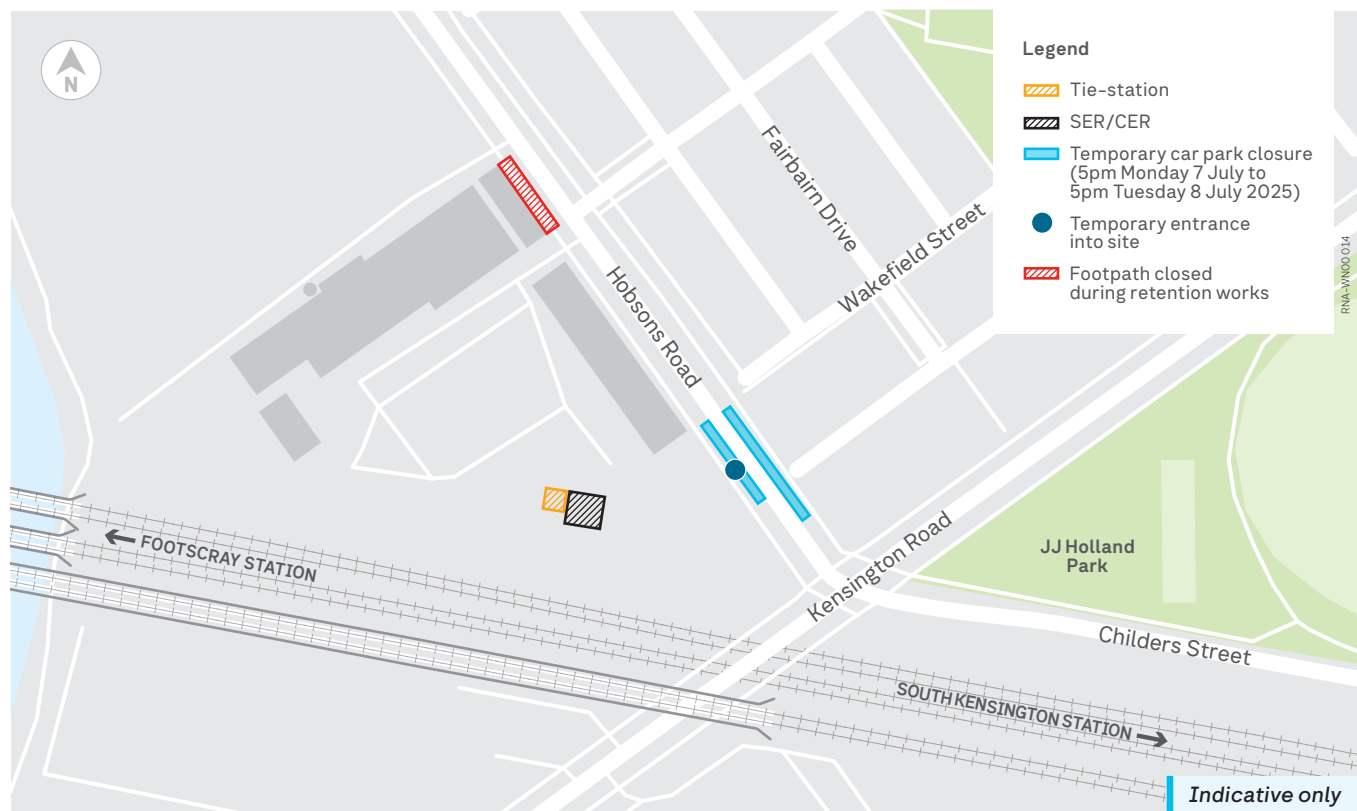 N
Legend
Tie-station
SER/CER
Temporary car park closure
(5pm Monday 7 July to
5pm Tuesday 8 July 2025)
Temporary entrance
into site
Footpath closed
during retention works
RNA-WN00 014
Fairbairn Drive
Wakefield Street
Hobsons Road
Kensington Road
JJ Holland
Park
Childers Street
FOOTSCRAY STATION
SOUTH KENSINGTON STATION
Indicative only